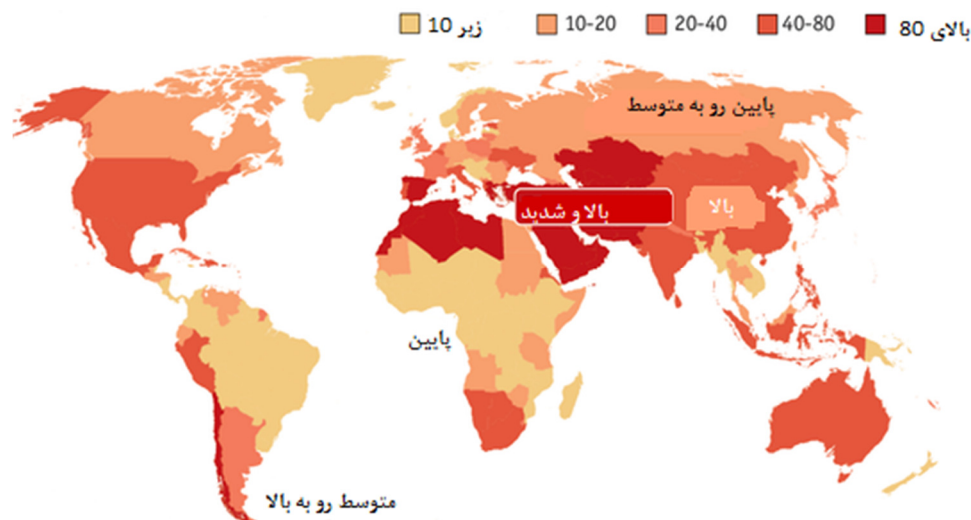 زیر 10 10-20 20-40 40-80 بالای 80
پایین رو به متوسط
بالا
بالا و شدید
پایین
متوسط رو به بالا